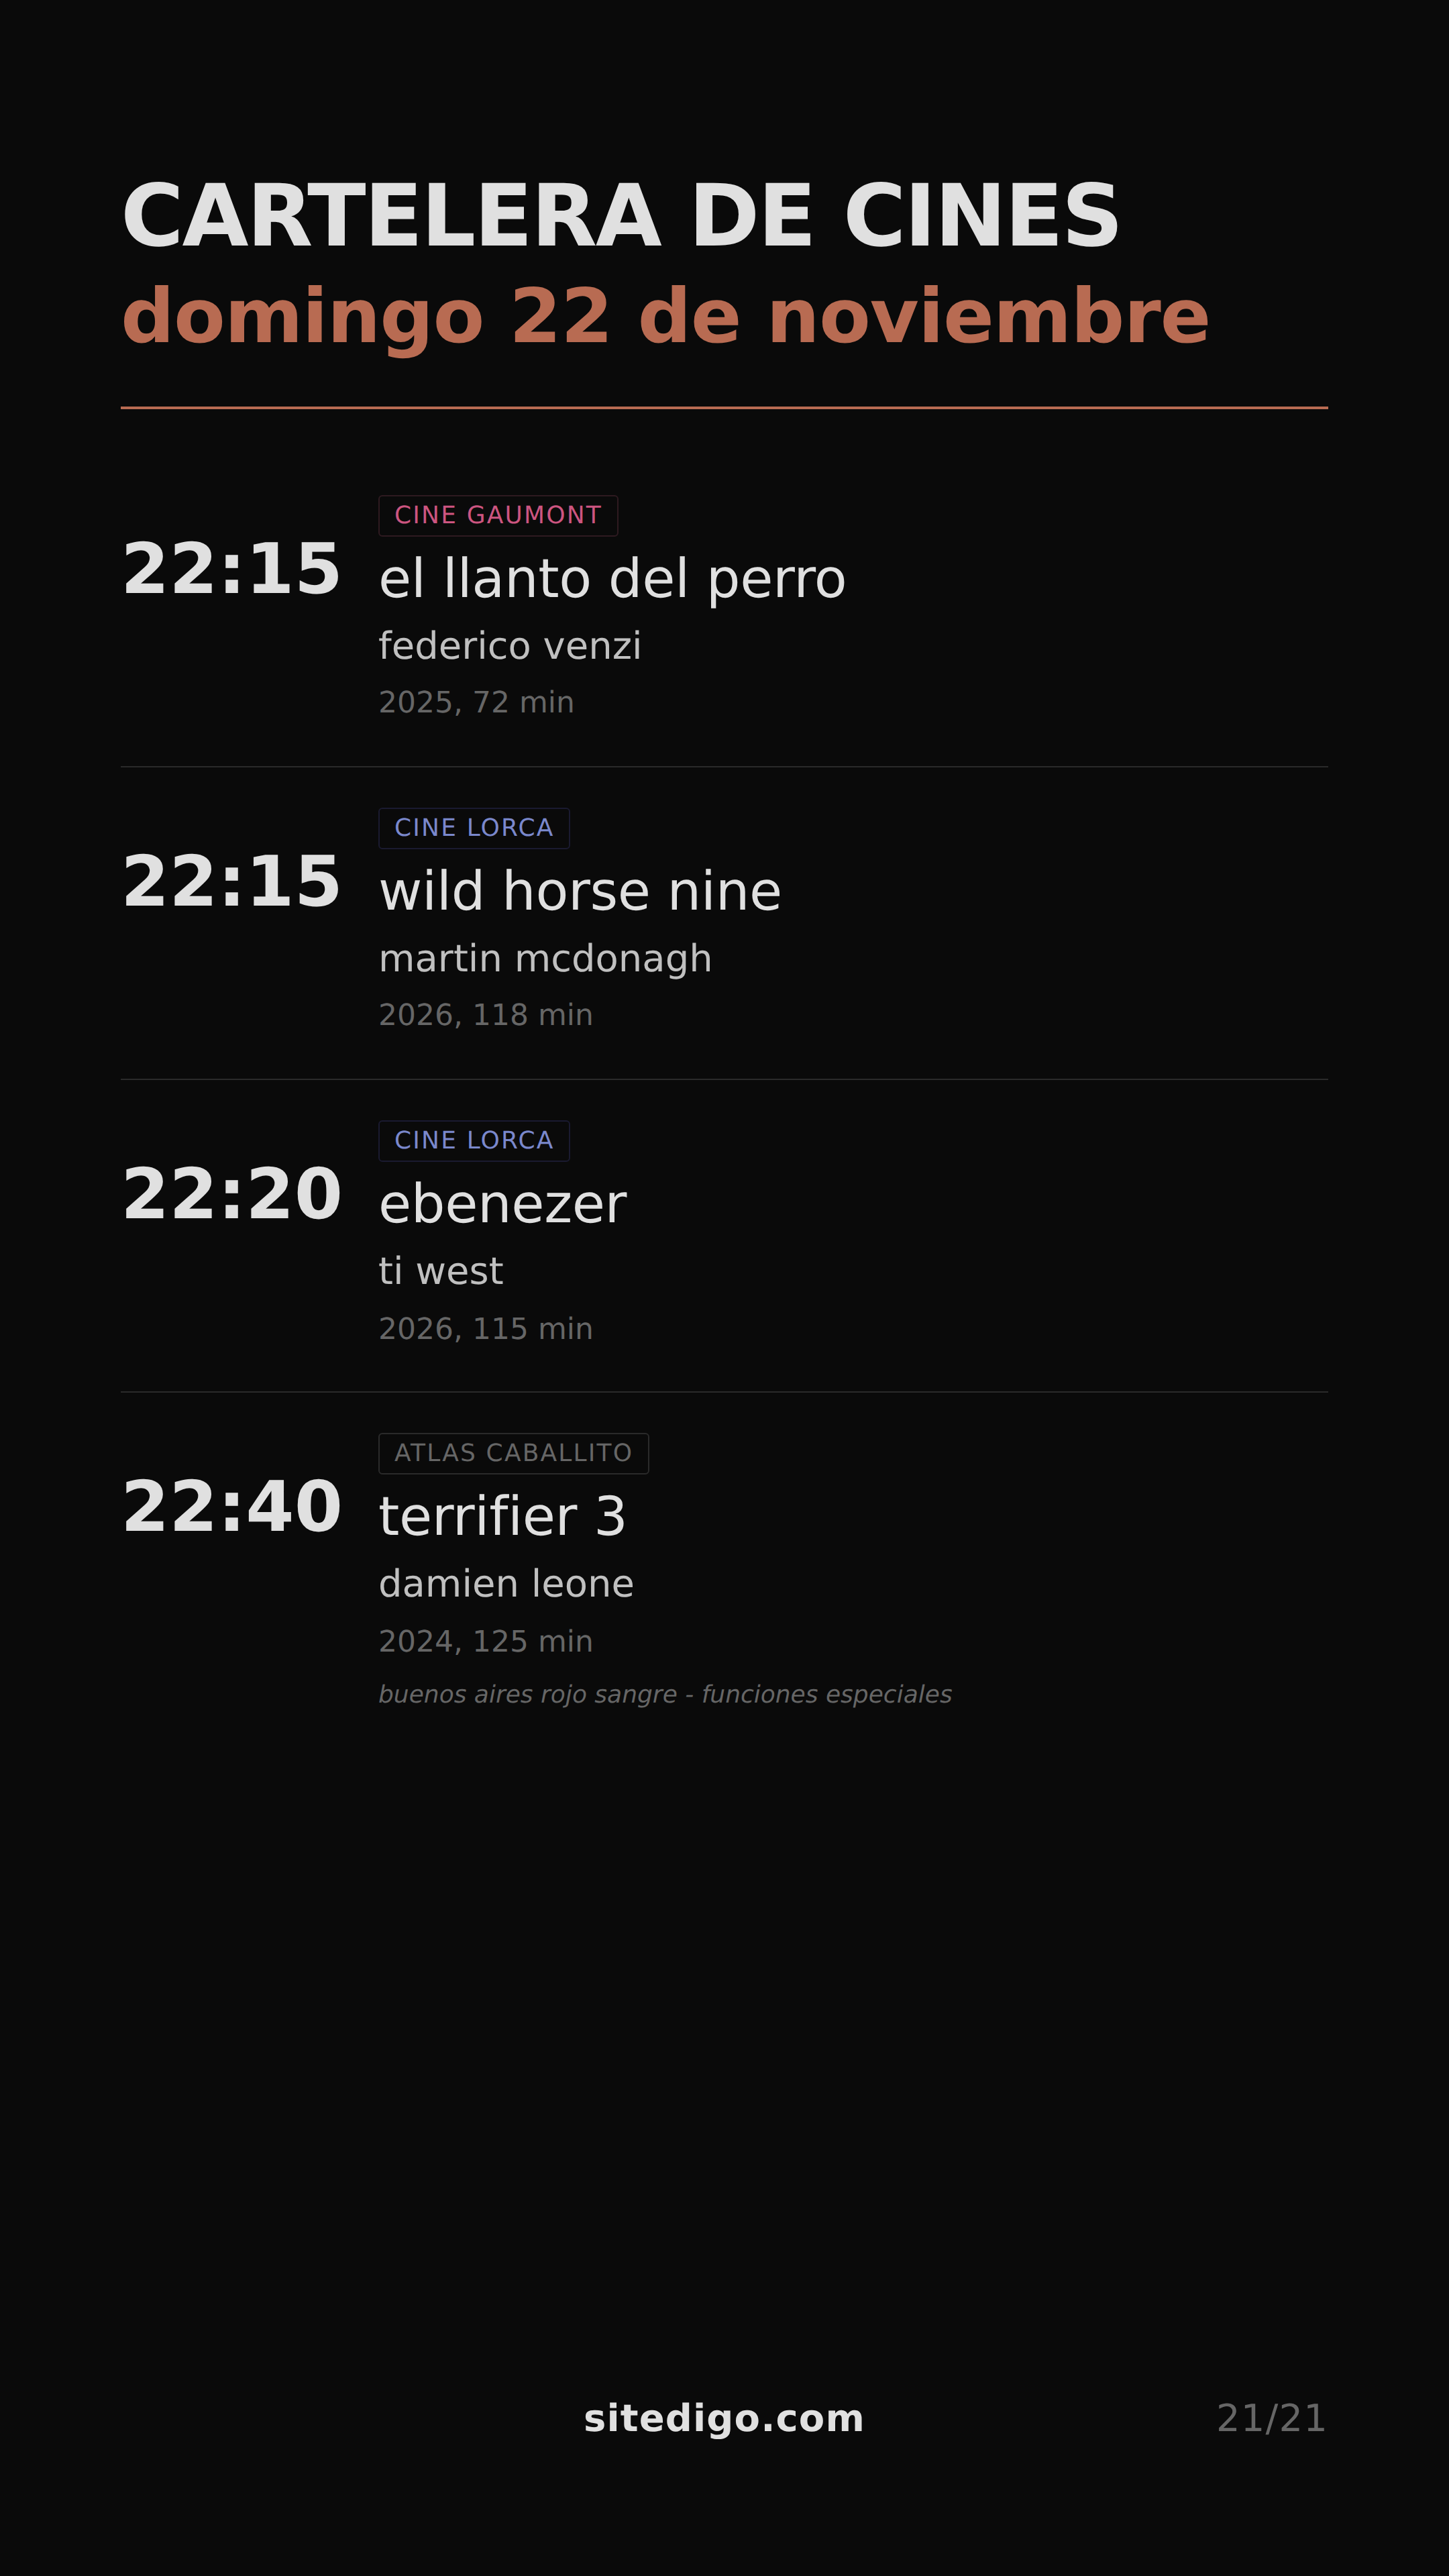 CARTELERA DE CINES
domingo 22 de noviembre
CINE GAUMONT
22:15
el llanto del perro
federico venzi
2025, 72 min
CINE LORCA
22:15
wild horse nine
martin mcdonagh
2026, 118 min
CINE LORCA
22:20
ebenezer
ti west
2026, 115 min
ATLAS CABALLITO
22:40
terrifier 3
damien leone
2024, 125 min
buenos aires rojo sangre - funciones especiales
sitedigo.com
21/21